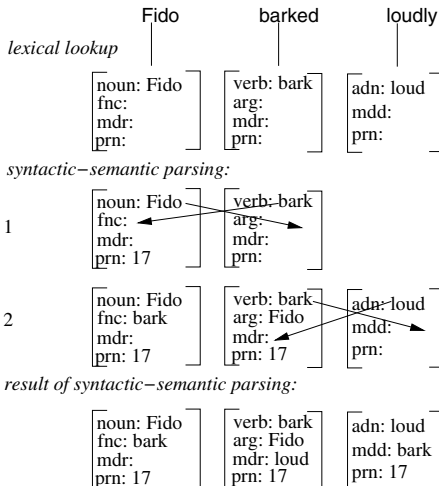 Fido barked loudly
lexical lookup
noun: Fido verb: bark adn: loud
fnc: arg: mdd:
mdr: mdr: prn:
prn: prn:
syntactic−semantic parsing:
noun: Fido verb: bark
1 fnc: arg:
mdr: mdr:
prn: 17 prn:
noun: Fido verb: bark adn: loud
2 fnc: bark arg: Fido mdd:
mdr: mdr: prn:
prn: 17 prn: 17
result of syntactic−semantic parsing:
noun: Fido verb: bark adn: loud
fnc: bark arg: Fido mdd: bark
mdr: mdr: loud prn: 17
prn: 17 prn: 17